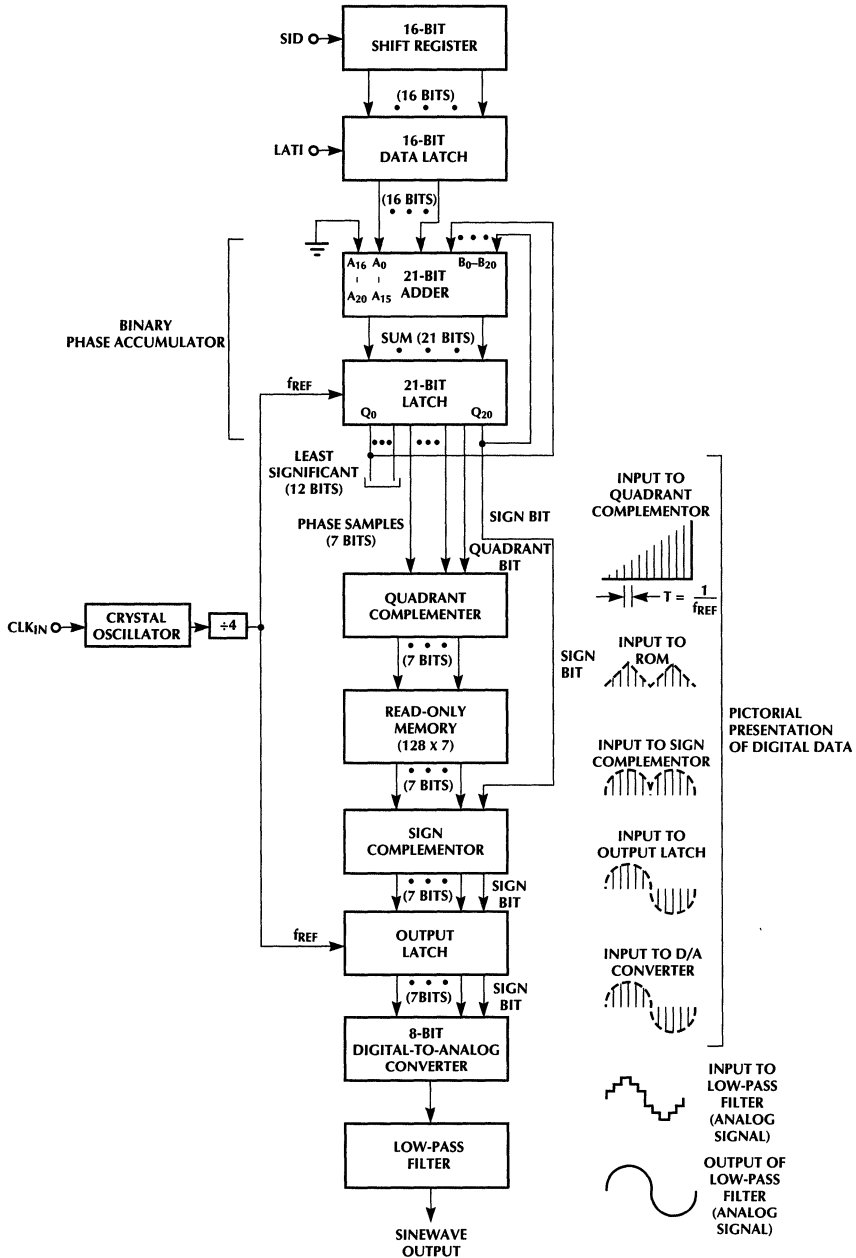 16-BIT
SHIFT REGISTER
SID
(16 BITS)
16-BIT
DATA LATCH
LATI
(16 BITS)
A16 A0
B0–B20
21-BIT
ADDER
A20 A15
BINARY
PHASE ACCUMULATOR
SUM (21 BITS)
21-BIT
LATCH
fREF
Q0
Q20
LEAST
SIGNIFICANT
(12 BITS)
PHASE SAMPLES
(7 BITS)
SIGN BIT
QUADRANT
BIT
QUADRANT
COMPLEMENTER
CLKIN
CRYSTAL
OSCILLATOR
÷4
(7 BITS)
SIGN
BIT
READ-ONLY
MEMORY
(128 x 7)
(7 BITS)
SIGN
COMPLEMENTOR
(7 BITS)
SIGN
BIT
fREF
OUTPUT
LATCH
(7BITS)
SIGN
BIT
8-BIT
DIGITAL-TO-ANALOG
CONVERTER
LOW-PASS
FILTER
SINEWAVE
OUTPUT
INPUT TO
QUADRANT
COMPLEMENTOR
T = 1
fREF
INPUT TO
ROM
INPUT TO SIGN
COMPLEMENTOR
INPUT TO
OUTPUT LATCH
INPUT TO D/A
CONVERTER
PICTORIAL
PRESENTATION
OF DIGITAL DATA
INPUT TO
LOW-PASS
FILTER
(ANALOG
SIGNAL)
OUTPUT OF
LOW-PASS
FILTER
(ANALOG
SIGNAL)